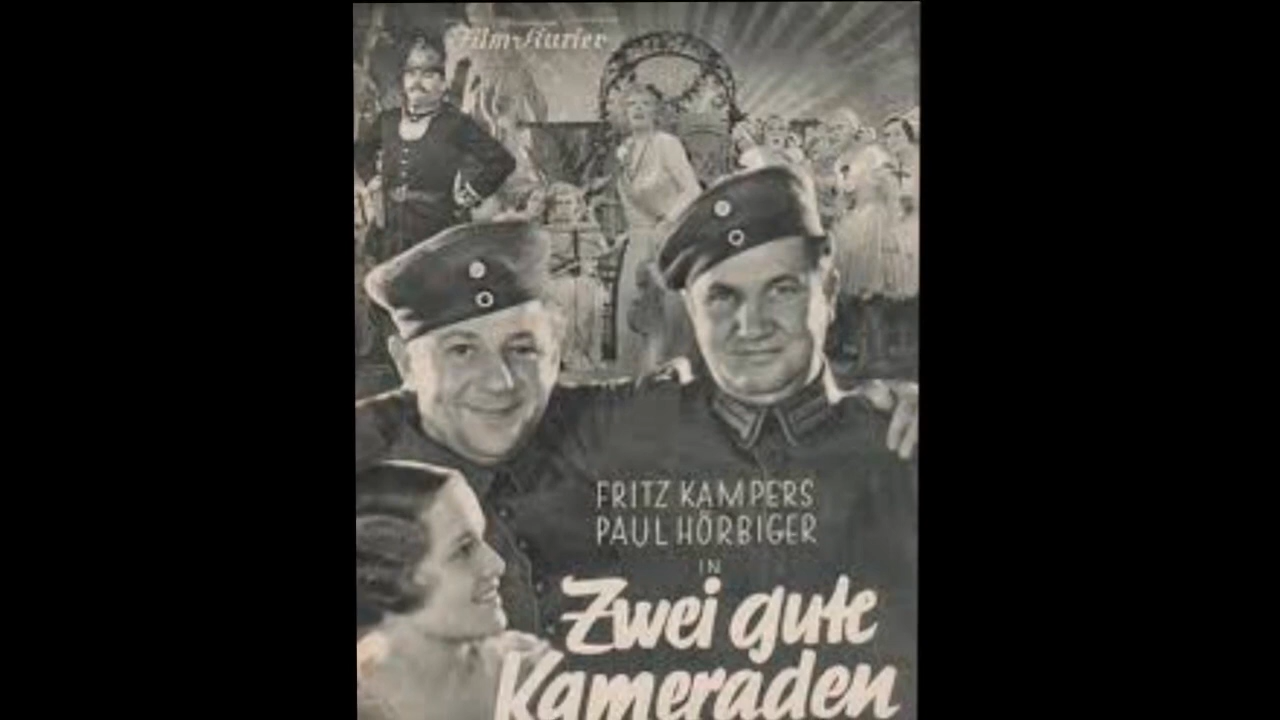 Film-Kurier
FRITZ KAMPERS
PAUL HÖRBIGER
IN
Zwei gute
Kameraden